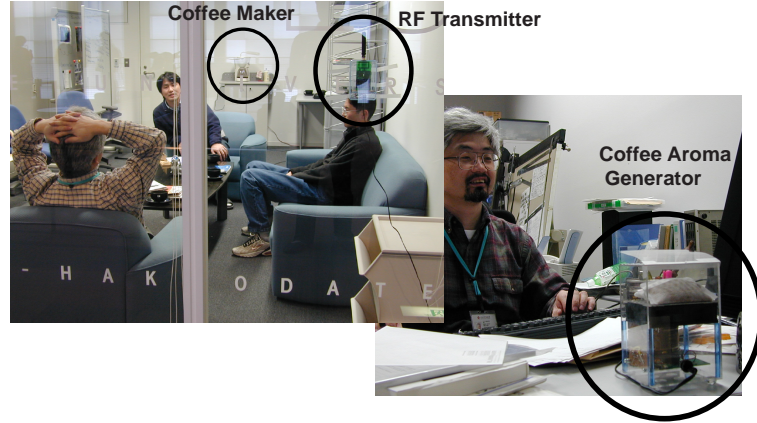 Coffee Maker
RF Transmitter
Coffee Aroma
Generator
- H A K O D A T E